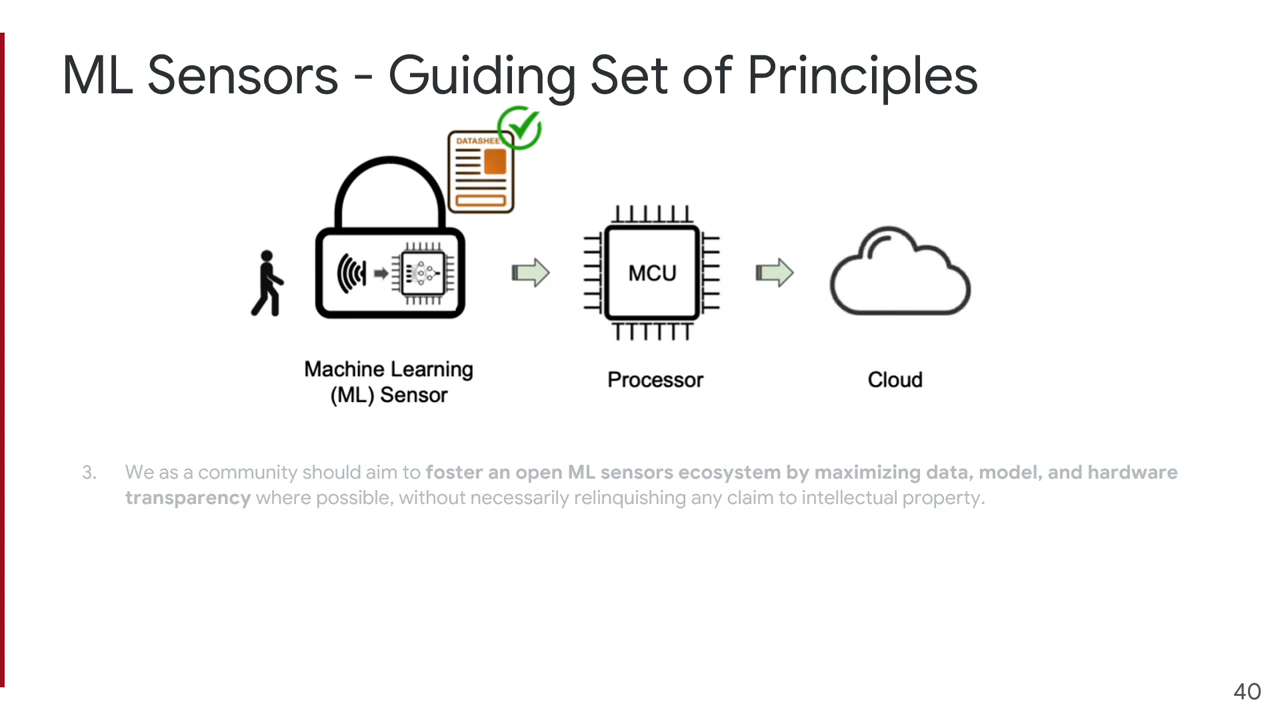 ML Sensors - Guiding Set of Principles
DATASHEET
MCU
Machine Learning
(ML) Sensor
Processor
Cloud
3. We as a community should aim to foster an open ML sensors ecosystem by maximizing data, model, and hardware
transparency where possible, without necessarily relinquishing any claim to intellectual property.
40